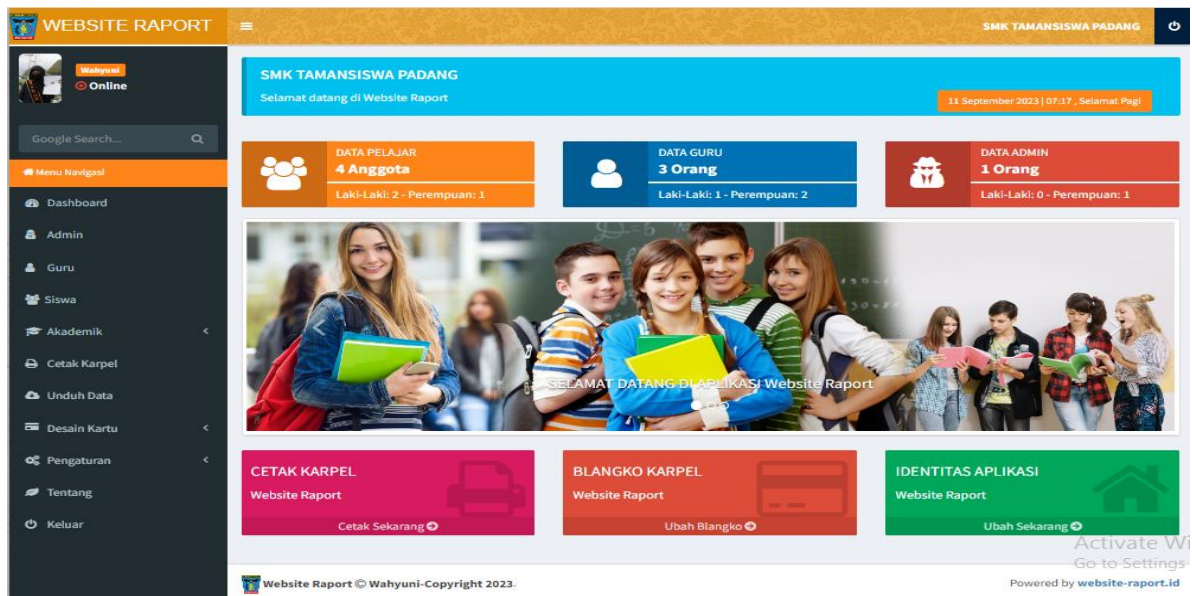 WEBSITE RAPORT
SMK TAMANSISWA PADANG
Wahyuni
Online
Google Search...
Menu Navigasi
Dashboard
Admin
Guru
Siswa
Akademik
Cetak Karpel
Unduh Data
Desain Kartu
Pengaturan
Tentang
Keluar
SMK TAMANSISWA PADANG
Selamat datang di Website Raport
11 September 2023 | 07:17 , Selamat Pagi
DATA PELAJAR
4 Anggota
Laki-Laki: 2 - Perempuan: 1
DATA GURU
3 Orang
Laki-Laki: 1 - Perempuan: 2
DATA ADMIN
1 Orang
Laki-Laki: 0 - Perempuan: 1
SELAMAT DATANG DI APLIKASI Website Raport
CETAK KARPEL
Website Raport
Cetak Sekarang
BLANGKO KARPEL
Website Raport
Ubah Blangko
IDENTITAS APLIKASI
Website Raport
Ubah Sekarang
Activate Wi
Go to Settings
Website Raport © Wahyuni-Copyright 2023.
Powered by website-raport.id